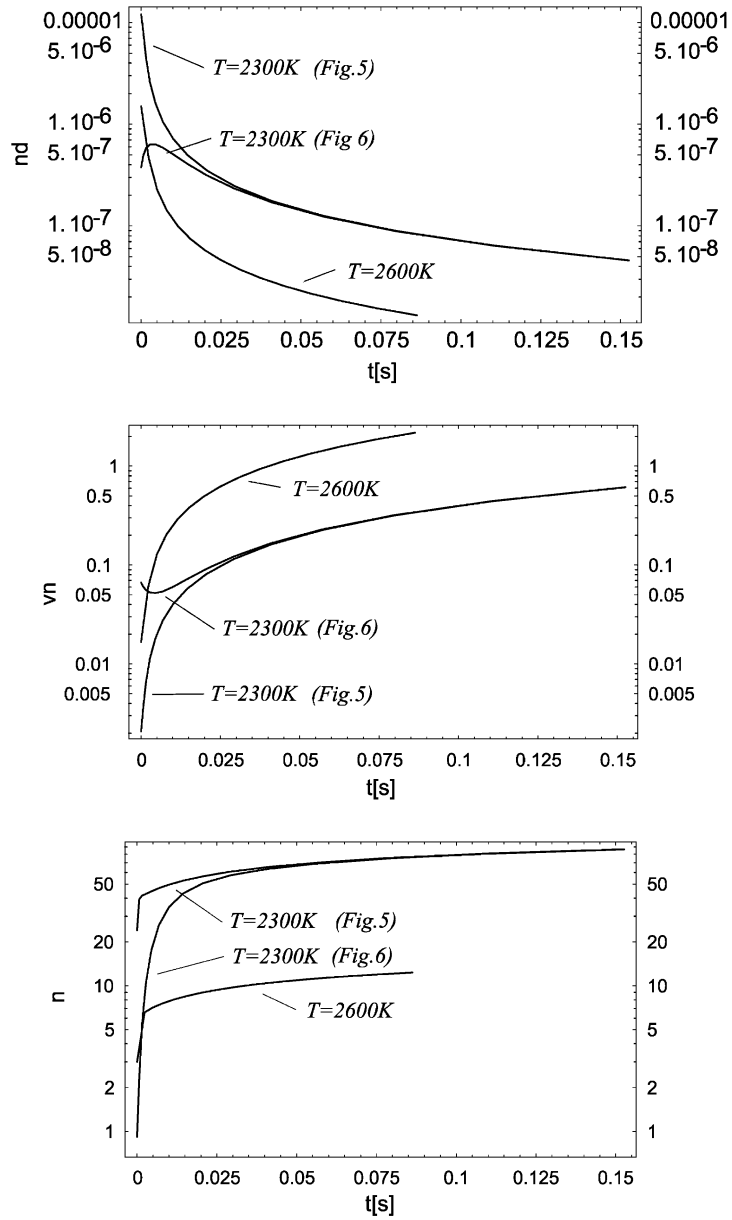 0.00001 0.00001
5.10-6 5.10-6
T=2300K (Fig.5)
1.10-6 1.10-6
T=2300K (Fig 6)
5.10-7 5.10-7
nd
1.10-7 1.10-7
5.10-8 5.10-8
T=2600K
0 0.025 0.05 0.075 0.1 0.125 0.15
t[s]
1 1
0.5 0.5
T=2600K
0.1 0.1
0.05 0.05
vn
T=2300K (Fig.6)
0.01 0.01
0.005 0.005
T=2300K (Fig.5)
0 0.025 0.05 0.075 0.1 0.125 0.15
t[s]
50 50
T=2300K (Fig.5)
20 20
T=2300K (Fig.6)
10 10
n
T=2600K
5 5
2 2
1 1
0 0.025 0.05 0.075 0.1 0.125 0.15
t[s]